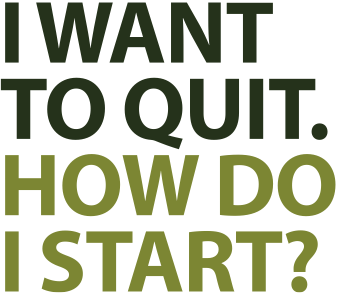 I WANT
TO QUIT.
HOW DO
I START?